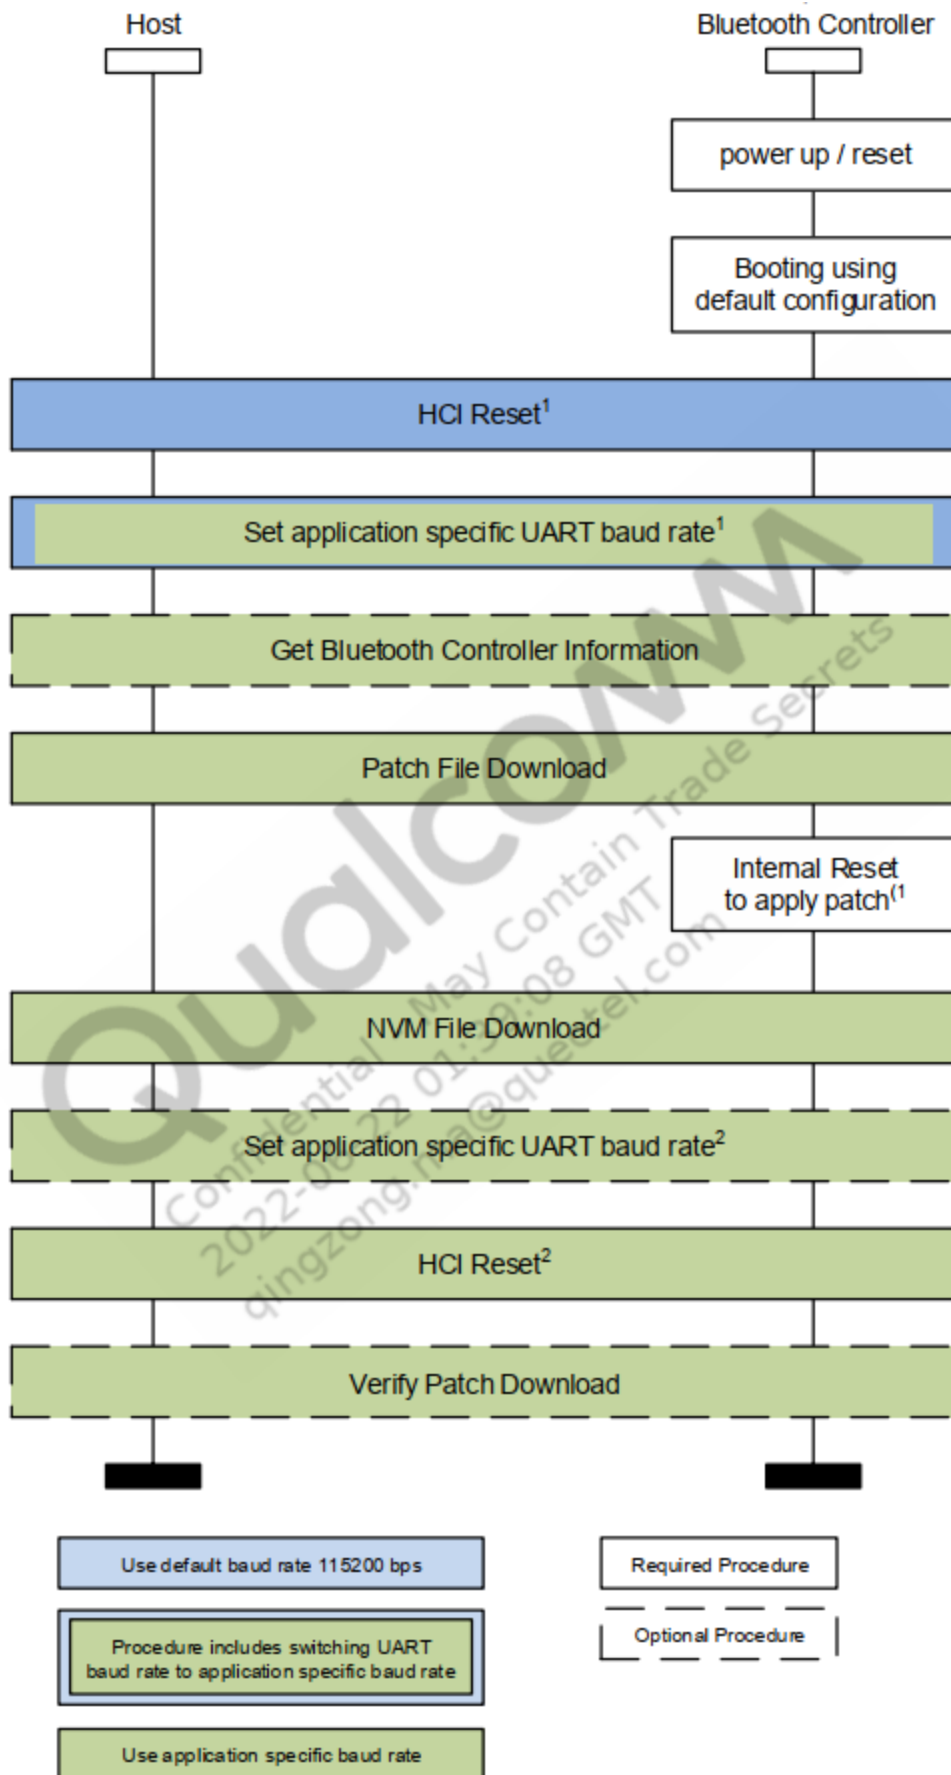 Host
Bluetooth Controller
power up / reset
Booting using
default configuration
HCI Reset¹
Set application specific UART baud rate¹
Get Bluetooth Controller Information
Patch File Download
Internal Reset
to apply patch⁽¹
NVM File Download
Set application specific UART baud rate²
HCI Reset²
Verify Patch Download
Qualcomm
Confidential - May Contain Trade Secrets
2022-06-22 01:39:08 GMT
qingzong.ma@quectel.com
Use default baud rate 115200 bps
Procedure includes switching UART
baud rate to application specific baud rate
Use application specific baud rate
Required Procedure
Optional Procedure